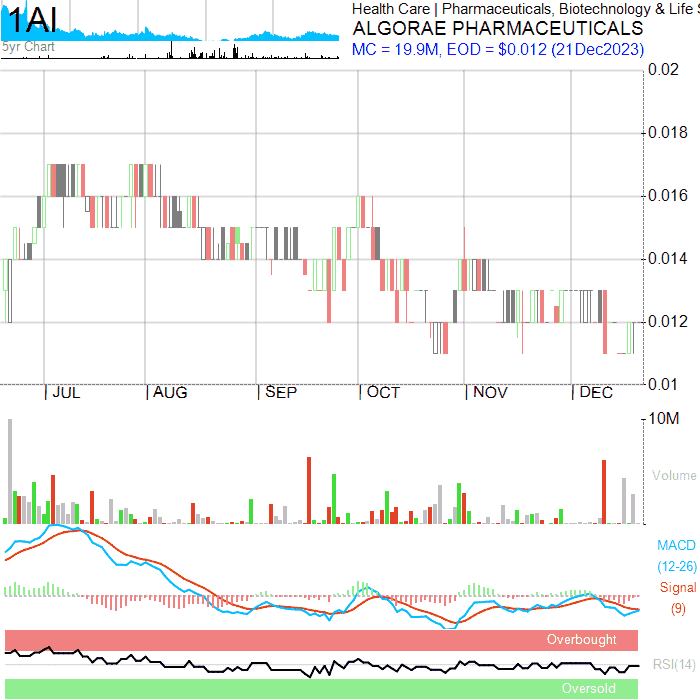 1AI
5yr Chart
Health Care | Pharmaceuticals, Biotechnology & Life S
ALGORAE PHARMACEUTICALS
MC = 19.9M, EOD = $0.012 (21Dec2023)
0.02
0.018
0.016
0.014
0.012
0.01
| JUL | AUG | SEP | OCT | NOV | DEC
10M
Volume
MACD
(12-26)
Signal
(9)
Overbought
RSI(14)
Oversold